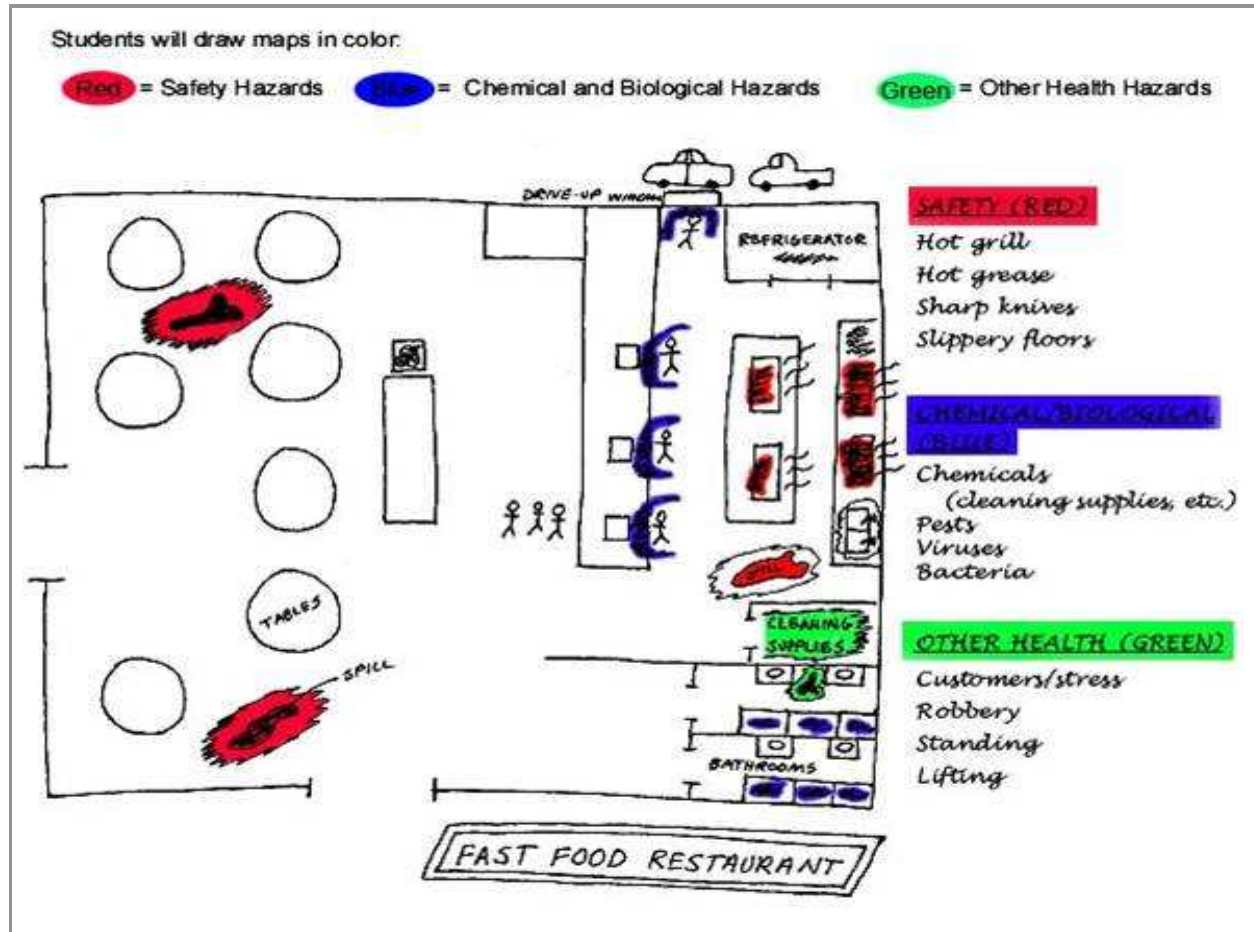 Students will draw maps in color:
Red = Safety Hazards
Blue = Chemical and Biological Hazards
Green = Other Health Hazards
DRIVE-UP WINDOW
REFRIGERATOR
SAFETY (RED)
Hot grill
Hot grease
Sharp knives
Slippery floors
CHEMICAL/BIOLOGICAL
(BLUE)
Chemicals
(cleaning supplies, etc.)
Pests
Viruses
Bacteria
SPILL
CLEANING
SUPPLIES
TABLES
SPILL
OTHER HEALTH (GREEN)
Customers/stress
Robbery
Standing
Lifting
BATHROOMS
FAST FOOD RESTAURANT